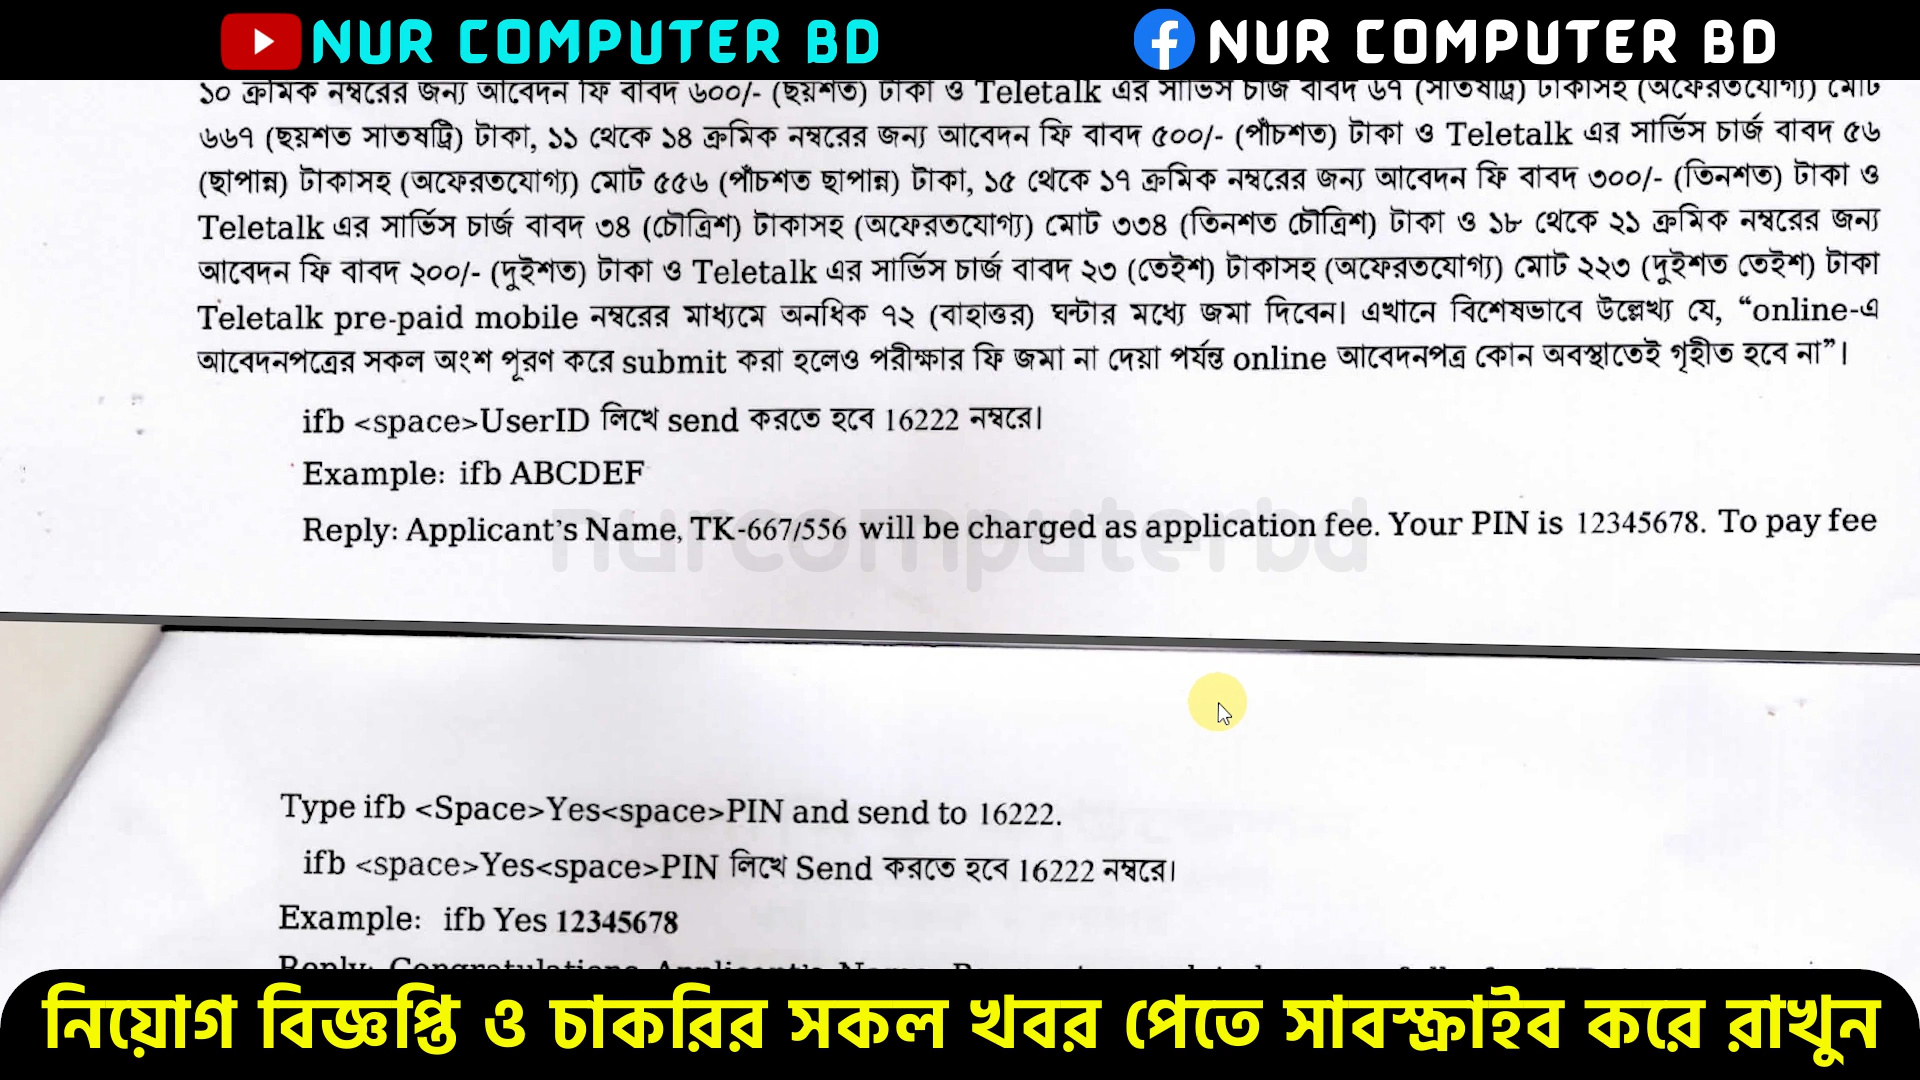 NUR COMPUTER BD
NUR COMPUTER BD
১০ ক্রমিক নম্বরের জন্য আবেদন ফি বাবদ ৬০০/- (ছয়শত) টাকা ও Teletalk এর সার্ভিস চার্জ বাবদ ৬৭ (সাতষট্টি) টাকাসহ (অফেরতযোগ্য) মোট
৬৬৭ (ছয়শত সাতষট্রি) টাকা, ১১ থেকে ১৪ ক্রমিক নম্বরের জন্য আবেদন ফি বাবদ ৫০০/- (পাঁচশত) টাকা ও Teletalk এর সার্ভিস চার্জ বাবদ ৫৬
(ছাপান্ন) টাকাসহ (অফেরতযোগ্য) মোট ৫৫৬ (পাঁচশত ছাপান্ন) টাকা, ১৫ থেকে ১৭ ক্রমিক নম্বরের জন্য আবেদন ফি বাবদ ৩০০/- (তিনশত) টাকা ও
Teletalk এর সার্ভিস চার্জ বাবদ ৩৪ (চৌত্রিশ) টাকাসহ (অফেরতযোগ্য) মোট ৩৩৪ (তিনশত চৌত্রিশ) টাকা ও ১৮ থেকে ২১ ক্রমিক নম্বরের জন্য
আবেদন ফি বাবদ ২০০/- (দুইশত) টাকা ও Teletalk এর সার্ভিস চার্জ বাবদ ২৩ (তেইশ) টাকাসহ (অফেরতযোগ্য) মোট ২২৩ (দুইশত তেইশ) টাকা
Teletalk pre-paid mobile নম্বরের মাধ্যমে অনধিক ৭২ (বাহাত্তর) ঘন্টার মধ্যে জমা দিবেন। এখানে বিশেষভাবে উল্লেখ্য যে, “online-এ
আবেদনপত্রের সকল অংশ পূরণ করে submit করা হলেও পরীক্ষার ফি জমা না দেয়া পর্যন্ত online আবেদনপত্র কোন অবস্থাতেই গৃহীত হবে না”।
ifb <space>UserID লিখে send করতে হবে 16222 নম্বরে।
Example: ifb ABCDEF
Reply: Applicant's Name, TK-667/556 will be charged as application fee. Your PIN is 12345678. To pay fee
nurcomputerbd
Type ifb <Space>Yes<space>PIN and send to 16222.
ifb <space>Yes<space>PIN লিখে Send করতে হবে 16222 নম্বরে।
Example: ifb Yes 12345678
Reply: Congratulations Applicant's Name,
নিয়োগ বিজ্ঞপ্তি ও চাকরির সকল খবর পেতে সাবস্ক্রাইব করে রাখুন